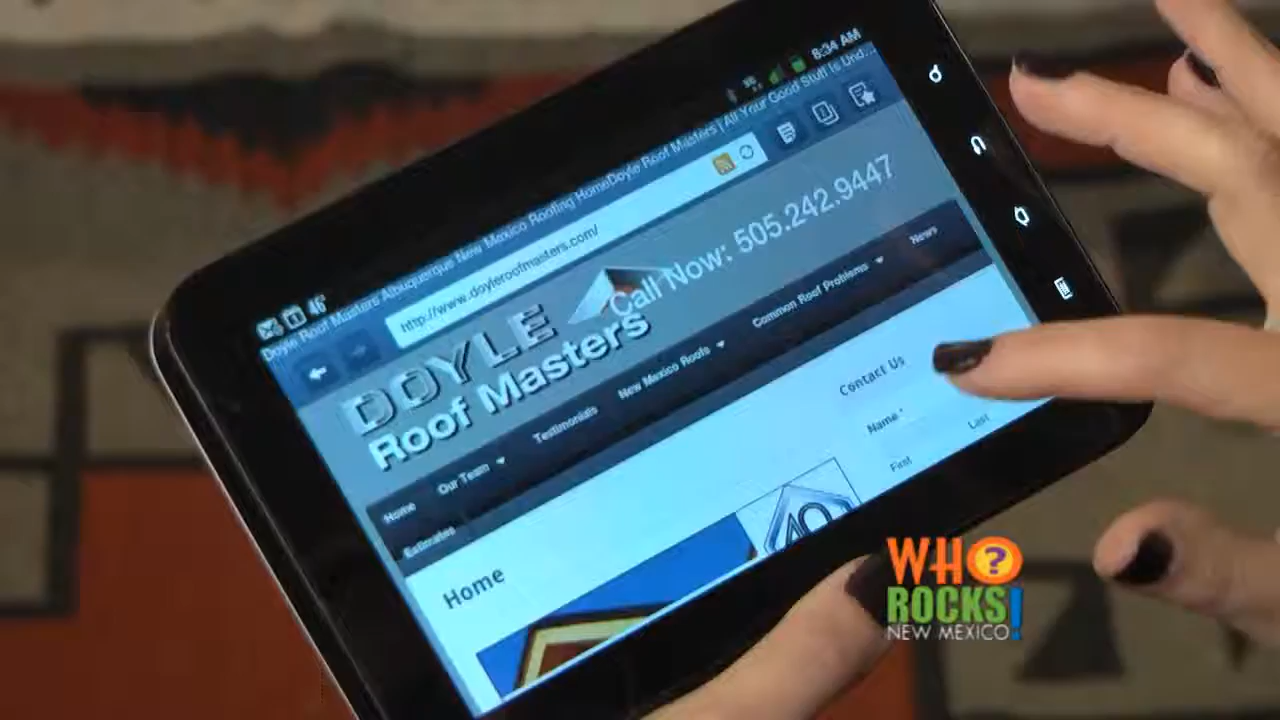 46°
8:34 AM
Doyle Roof Masters Albuquerque New Mexico Roofing HomeDoyle Roof Masters | All Your Good Stuff Is Und...
http://www.doyleroofmasters.com/
DOYLE
Roof Masters
Call Now: 505.242.9447
Home Our Team Testimonials New Mexico Roofs Common Roof Problems News
Estimates
Home
Contact Us
Name*
First Last
40
WHO?
ROCKS!
NEW MEXICO